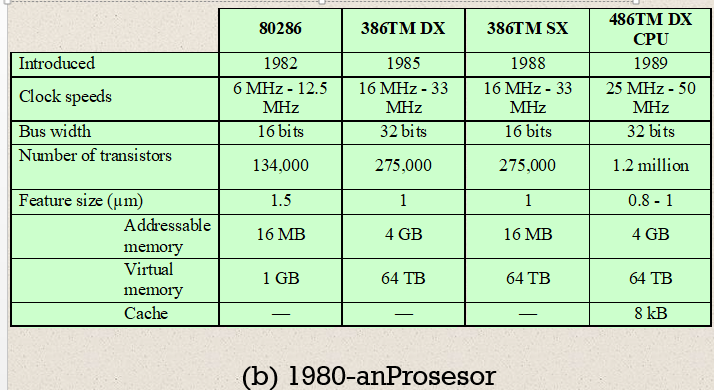 80286 386TM DX 386TM SX 486TM DX
CPU
Introduced 1982 1985 1988 1989
Clock speeds 6 MHz - 12.5 16 MHz - 33 16 MHz - 33 25 MHz - 50
MHz MHz MHz MHz
Bus width 16 bits 32 bits 16 bits 32 bits
Number of transistors
134,000 275,000 275,000 1.2 million
Feature size (µm) 1.5 1 1 0.8 - 1
Addressable
memory 16 MB 4 GB 16 MB 4 GB
Virtual
memory 1 GB 64 TB 64 TB 64 TB
Cache — — — 8 kB
(b) 1980-anProsesor